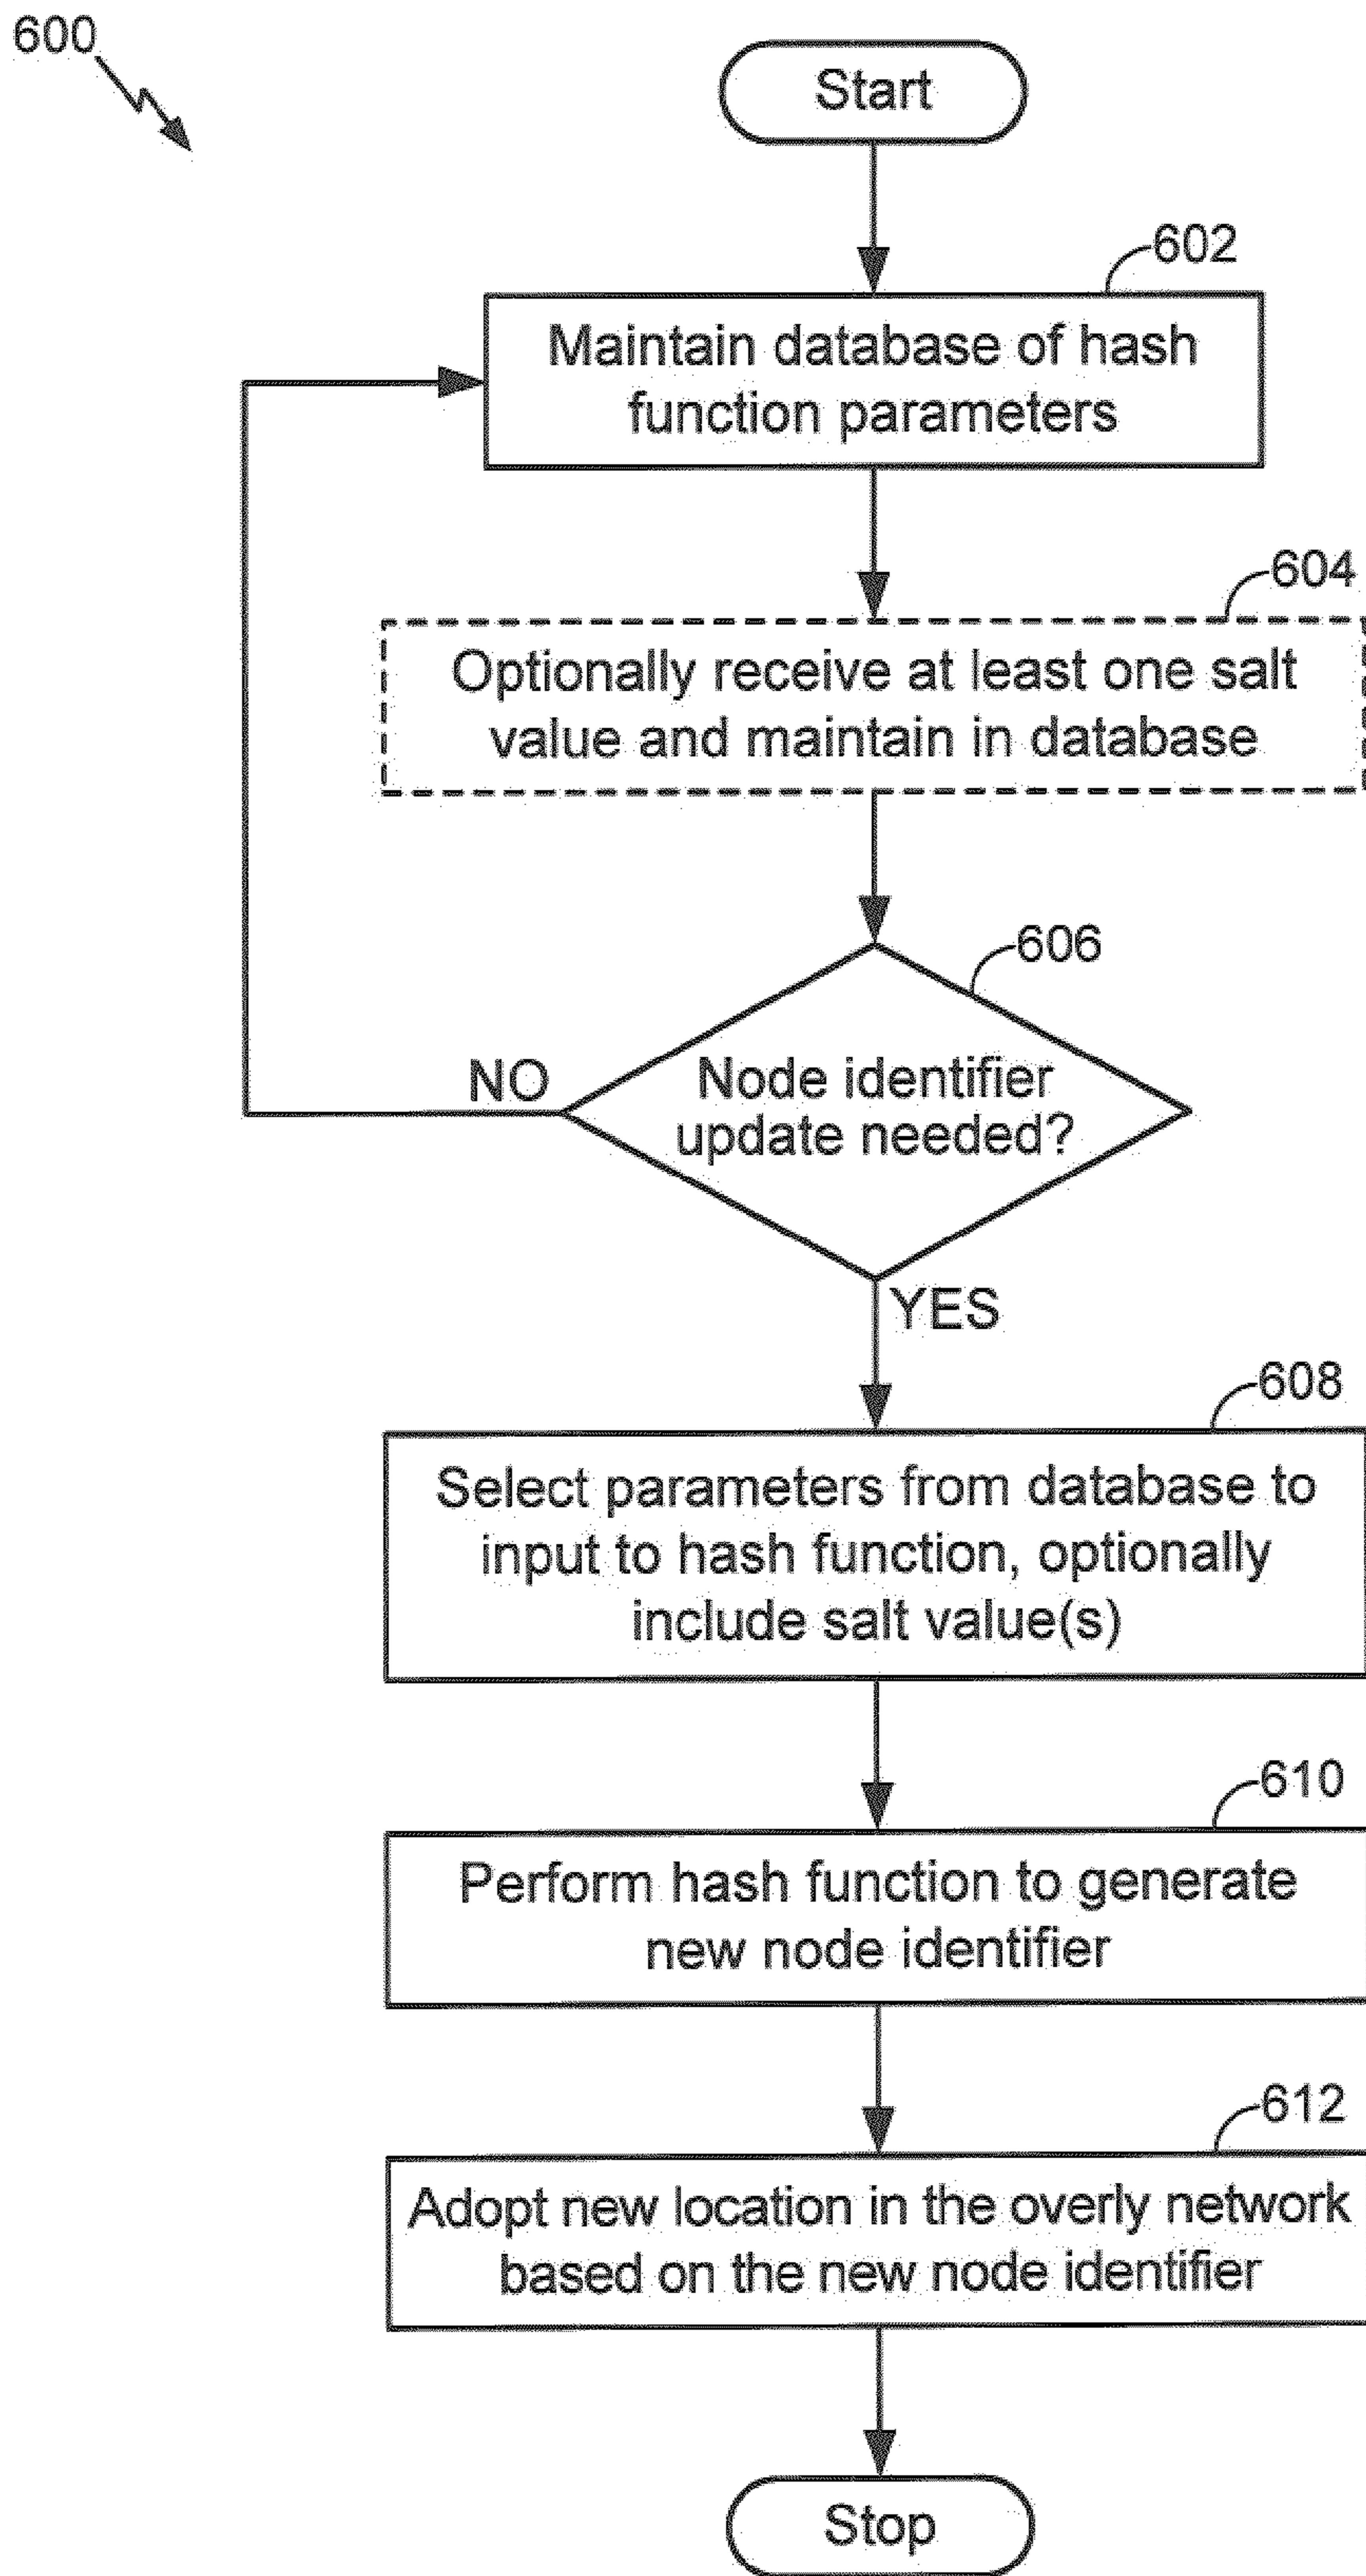 600
Start
602
Maintain database of hash
function parameters
604
Optionally receive at least one salt
value and maintain in database
606
NO
Node identifier
update needed?
YES
608
Select parameters from database to
input to hash function, optionally
include salt value(s)
610
Perform hash function to generate
new node identifier
612
Adopt new location in the overly network
based on the new node identifier
Stop